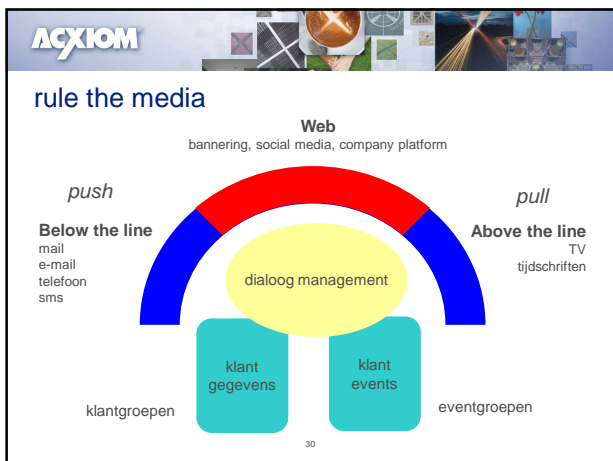 ACXIOM
rule the media
Web
bannering, social media, company platform
push
pull
Below the line
mail
e-mail
telefoon
sms
Above the line
TV
tijdschriften
dialoog management
klant
gegevens
klant
events
klantgroepen
eventgroepen
30